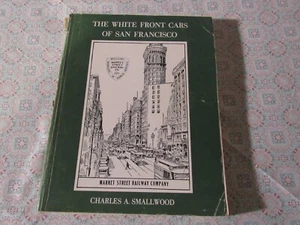 THE WHITE FRONT CARS
OF SAN FRANCISCO
MARKET STREET RAILWAY COMPANY
CHARLES A. SMALLWOOD